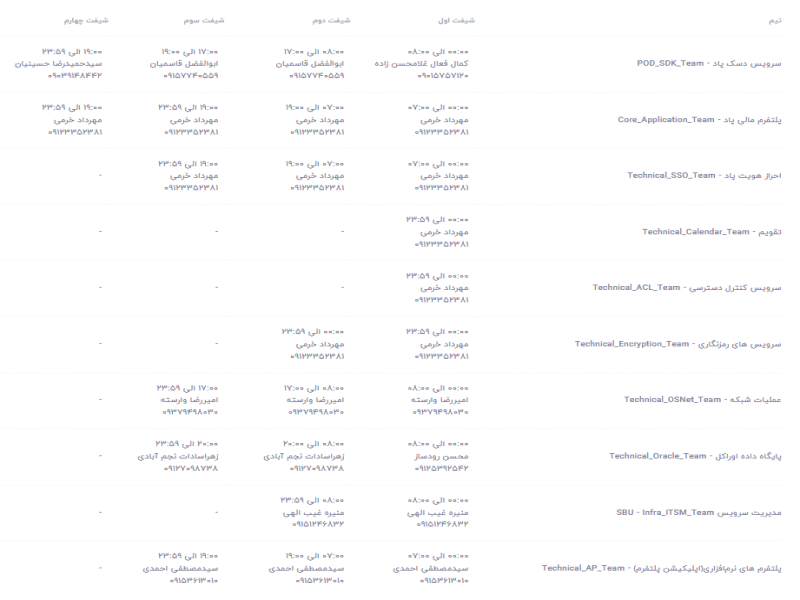 تیم
شیفت اول
شیفت دوم
شیفت سوم
شیفت چهارم
سرویس دسک پاد - POD_SDK_Team
۰۰:۰۰ الی ۰۸:۰۰
کمال فعال غلامحسن زاده
۰۹۰۱۵۷۵۷۱۲۰
۰۸:۰۰ الی ۱۷:۰۰
ابوالفضل قاسمیان
۰۹۱۵۷۷۴۰۵۵۹
۱۷:۰۰ الی ۱۹:۰۰
ابوالفضل قاسمیان
۰۹۱۵۷۷۴۰۵۵۹
۱۹:۰۰ الی ۲۳:۵۹
سیدحمیدرضا حسینیان
۰۹۰۳۹۱۴۸۴۴۲
پلتفرم مالی پاد - Core_Application_Team
۰۰:۰۰ الی ۰۷:۰۰
مهرداد خرمی
۰۹۱۲۳۳۵۲۳۸۱
۰۷:۰۰ الی ۱۹:۰۰
مهرداد خرمی
۰۹۱۲۳۳۵۲۳۸۱
۱۹:۰۰ الی ۲۳:۵۹
مهرداد خرمی
۰۹۱۲۳۳۵۲۳۸۱
۱۹:۰۰ الی ۲۳:۵۹
مهرداد خرمی
۰۹۱۲۳۳۵۲۳۸۱
احراز هویت پاد - Technical_SSO_Team
۰۰:۰۰ الی ۰۷:۰۰
مهرداد خرمی
۰۹۱۲۳۳۵۲۳۸۱
۰۷:۰۰ الی ۱۹:۰۰
مهرداد خرمی
۰۹۱۲۳۳۵۲۳۸۱
۱۹:۰۰ الی ۲۳:۵۹
مهرداد خرمی
۰۹۱۲۳۳۵۲۳۸۱
-
تقویم - Technical_Calendar_Team
۰۰:۰۰ الی ۲۳:۵۹
مهرداد خرمی
۰۹۱۲۳۳۵۲۳۸۱
-
-
-
سرویس کنترل دسترسی - Technical_ACL_Team
۰۰:۰۰ الی ۲۳:۵۹
مهرداد خرمی
۰۹۱۲۳۳۵۲۳۸۱
-
-
-
سرویس های رمزنگاری - Technical_Encryption_Team
۰۰:۰۰ الی ۲۳:۵۹
مهرداد خرمی
۰۹۱۲۳۳۵۲۳۸۱
۰۰:۰۰ الی ۲۳:۵۹
مهرداد خرمی
۰۹۱۲۳۳۵۲۳۸۱
-
-
عملیات شبکه - Technical_OSNet_Team
۰۰:۰۰ الی ۰۸:۰۰
امیررضا وارسته
۰۹۳۷۹۴۹۸۰۳۰
۰۸:۰۰ الی ۱۷:۰۰
امیررضا وارسته
۰۹۳۷۹۴۹۸۰۳۰
۱۷:۰۰ الی ۲۳:۵۹
امیررضا وارسته
۰۹۳۷۹۴۹۸۰۳۰
-
پایگاه داده اوراکل - Technical_Oracle_Team
۰۰:۰۰ الی ۰۸:۰۰
محسن رودساز
۰۹۱۲۵۳۹۲۵۴۲
۰۸:۰۰ الی ۲۰:۰۰
زهراسادات نجم آبادی
۰۹۱۲۷۰۹۸۷۳۸
۲۰:۰۰ الی ۲۳:۵۹
زهراسادات نجم آبادی
۰۹۱۲۷۰۹۸۷۳۸
-
مدیریت سرویس SBU - Infra_ITSM_Team
۰۰:۰۰ الی ۰۸:۰۰
منیره غیب الهی
۰۹۱۵۱۲۴۶۸۳۲
۰۸:۰۰ الی ۲۳:۵۹
منیره غیب الهی
۰۹۱۵۱۲۴۶۸۳۲
-
-
پلتفرم های نرم‌افزاری(اپلیکیشن پلتفرم) - Technical_AP_Team
۰۰:۰۰ الی ۰۷:۰۰
سیدمصطفی احمدی
۰۹۱۵۳۶۱۳۰۱۰
۰۷:۰۰ الی ۱۹:۰۰
سیدمصطفی احمدی
۰۹۱۵۳۶۱۳۰۱۰
۱۹:۰۰ الی ۲۳:۵۹
سیدمصطفی احمدی
۰۹۱۵۳۶۱۳۰۱۰
-